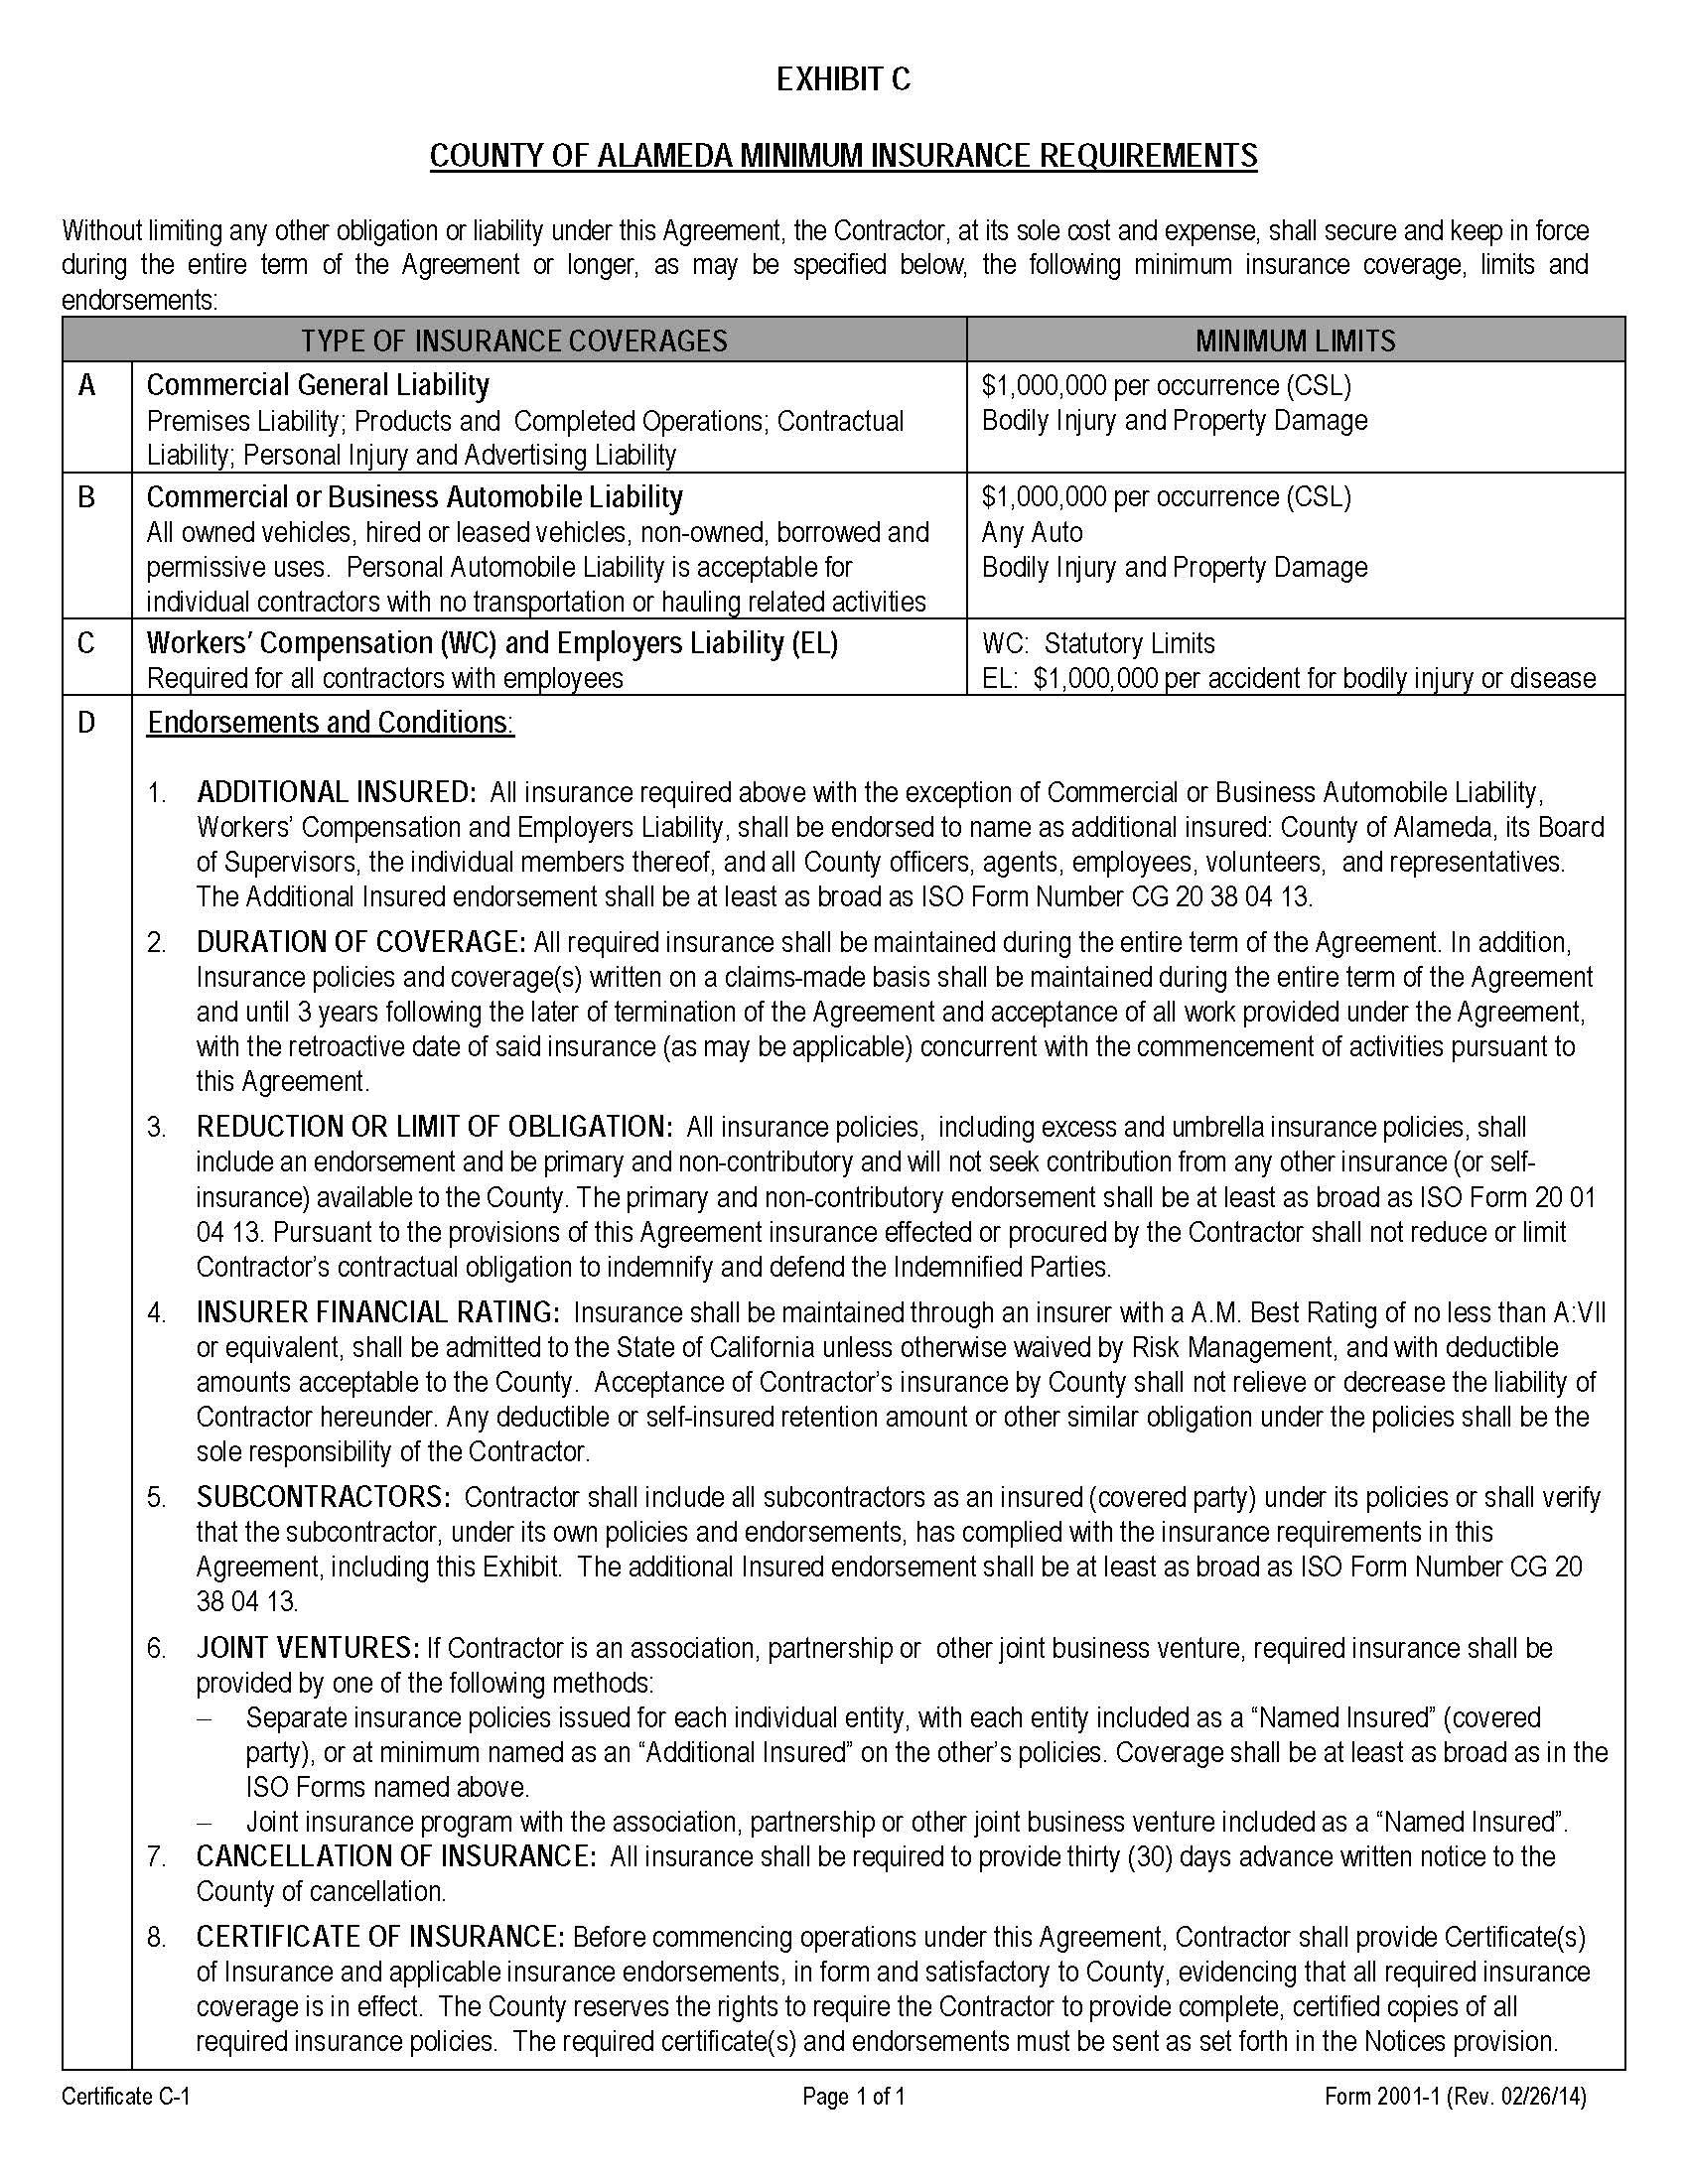 EXHIBIT C
COUNTY OF ALAMEDA MINIMUM INSURANCE REQUIREMENTS
Without limiting any other obligation or liability under this Agreement, the Contractor, at its sole cost and expense, shall secure and keep in force
during the entire term of the Agreement or longer, as may be specified below, the following minimum insurance coverage, limits and
endorsements:
TYPE OF INSURANCE COVERAGES MINIMUM LIMITS
A Commercial General Liability $1,000,000 per occurrence (CSL)
Premises Liability; Products and Completed Operations; Contractual Bodily Injury and Property Damage
Liability; Personal Injury and Advertising Liability
B Commercial or Business Automobile Liability $1,000,000 per occurrence (CSL)
All owned vehicles, hired or leased vehicles, non-owned, borrowed and Any Auto
permissive uses. Personal Automobile Liability is acceptable for Bodily Injury and Property Damage
individual contractors with no transportation or hauling related activities
C Workers' Compensation (WC) and Employers Liability (EL) WC: Statutory Limits
Required for all contractors with employees EL: $1,000,000 per accident for bodily injury or disease
D Endorsements and Conditions:
1. ADDITIONAL INSURED: All insurance required above with the exception of Commercial or Business Automobile Liability,
Workers' Compensation and Employers Liability, shall be endorsed to name as additional insured: County of Alameda, its Board
of Supervisors, the individual members thereof, and all County officers, agents, employees, volunteers, and representatives.
The Additional Insured endorsement shall be at least as broad as ISO Form Number CG 20 38 04 13.
2. DURATION OF COVERAGE: All required insurance shall be maintained during the entire term of the Agreement. In addition,
Insurance policies and coverage(s) written on a claims-made basis shall be maintained during the entire term of the Agreement
and until 3 years following the later of termination of the Agreement and acceptance of all work provided under the Agreement,
with the retroactive date of said insurance (as may be applicable) concurrent with the commencement of activities pursuant to
this Agreement.
3. REDUCTION OR LIMIT OF OBLIGATION: All insurance policies, including excess and umbrella insurance policies, shall
include an endorsement and be primary and non-contributory and will not seek contribution from any other insurance (or self-
insurance) available to the County. The primary and non-contributory endorsement shall be at least as broad as ISO Form 20 01
04 13. Pursuant to the provisions of this Agreement insurance effected or procured by the Contractor shall not reduce or limit
Contractor's contractual obligation to indemnify and defend the Indemnified Parties.
4. INSURER FINANCIAL RATING: Insurance shall be maintained through an insurer with a A.M. Best Rating of no less than A:VII
or equivalent, shall be admitted to the State of California unless otherwise waived by Risk Management, and with deductible
amounts acceptable to the County. Acceptance of Contractor's insurance by County shall not relieve or decrease the liability of
Contractor hereunder. Any deductible or self-insured retention amount or other similar obligation under the policies shall be the
sole responsibility of the Contractor.
5. SUBCONTRACTORS: Contractor shall include all subcontractors as an insured (covered party) under its policies or shall verify
that the subcontractor, under its own policies and endorsements, has complied with the insurance requirements in this
Agreement, including this Exhibit. The additional Insured endorsement shall be at least as broad as ISO Form Number CG 20
38 04 13.
6. JOINT VENTURES: If Contractor is an association, partnership or other joint business venture, required insurance shall be
provided by one of the following methods:
– Separate insurance policies issued for each individual entity, with each entity included as a “Named Insured” (covered
party), or at minimum named as an “Additional Insured” on the other's policies. Coverage shall be at least as broad as in the
ISO Forms named above.
– Joint insurance program with the association, partnership or other joint business venture included as a “Named Insured”.
7. CANCELLATION OF INSURANCE: All insurance shall be required to provide thirty (30) days advance written notice to the
County of cancellation.
8. CERTIFICATE OF INSURANCE: Before commencing operations under this Agreement, Contractor shall provide Certificate(s)
of Insurance and applicable insurance endorsements, in form and satisfactory to County, evidencing that all required insurance
coverage is in effect. The County reserves the rights to require the Contractor to provide complete, certified copies of all
required insurance policies. The required certificate(s) and endorsements must be sent as set forth in the Notices provision.
Certificate C-1 Page 1 of 1 Form 2001-1 (Rev. 02/26/14)